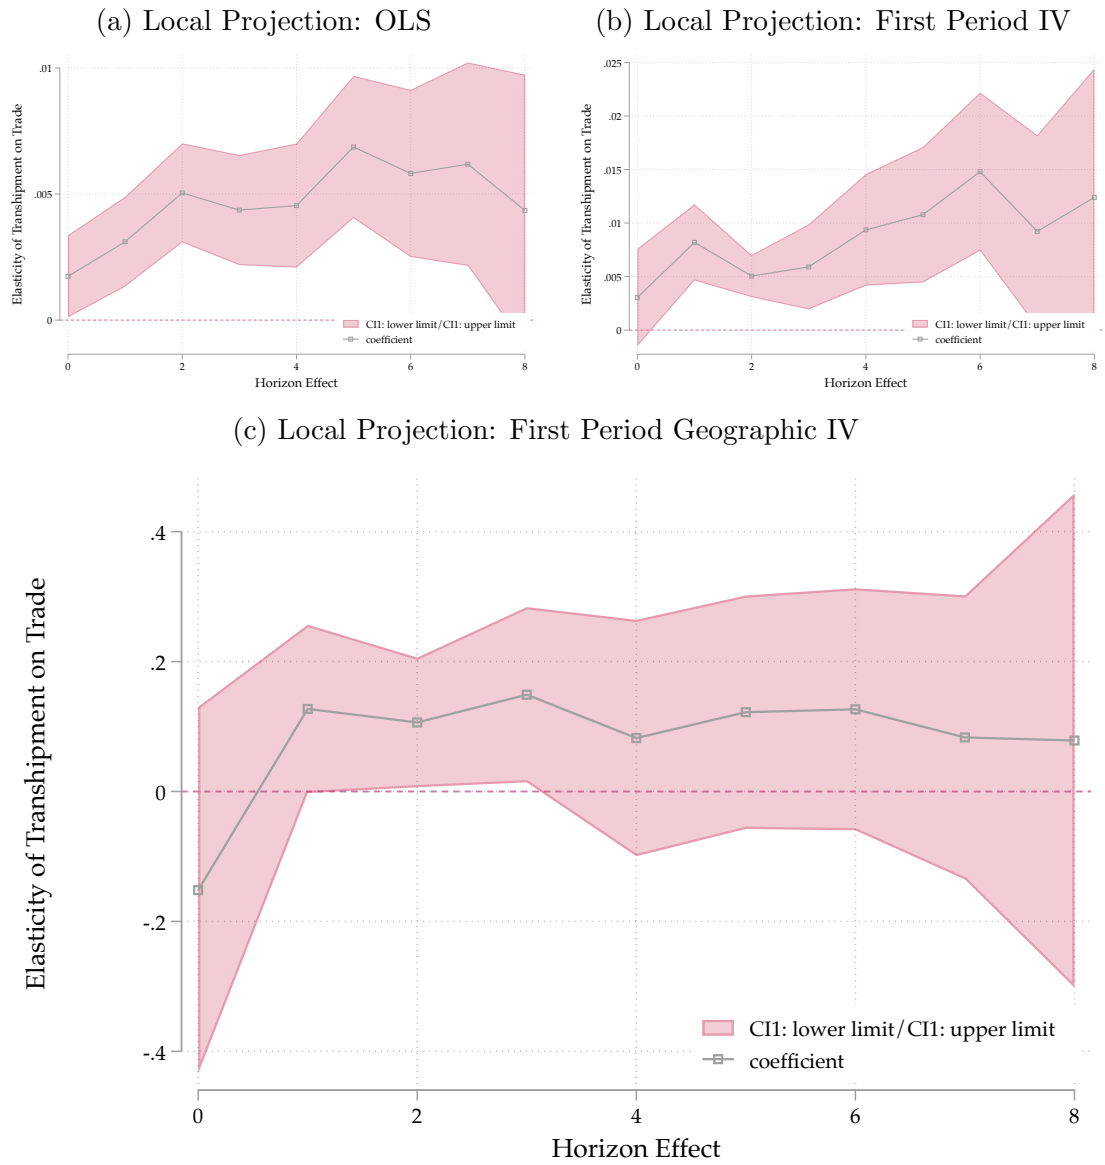 (a) Local Projection: OLS
Elasticity of Transhipment on Trade
.01
.005
0
CI1: lower limit/CI1: upper limit
coefficient
0 2 4 6 8
Horizon Effect
(b) Local Projection: First Period IV
Elasticity of Transhipment on Trade
.025
.02
.015
.01
.005
0
CI1: lower limit/CI1: upper limit
coefficient
0 2 4 6 8
Horizon Effect
(c) Local Projection: First Period Geographic IV
Elasticity of Transhipment on Trade
.4
.2
0
-.2
-.4
CI1: lower limit/CI1: upper limit
coefficient
0 2 4 6 8
Horizon Effect